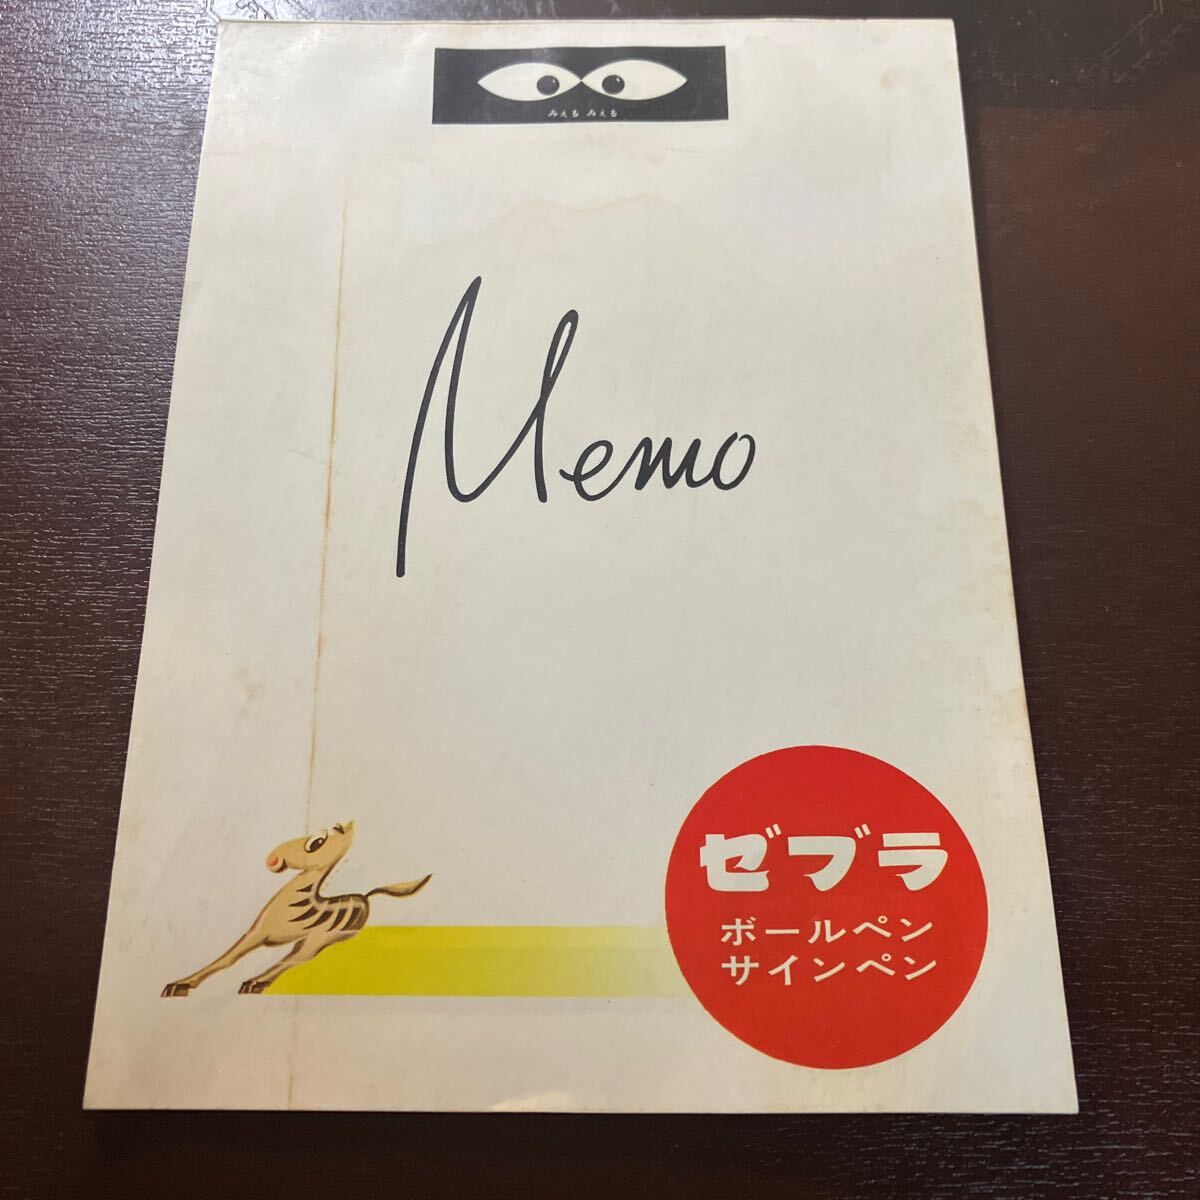 みえる みえる
Memo
ゼブラ
ボールペン
サインペン